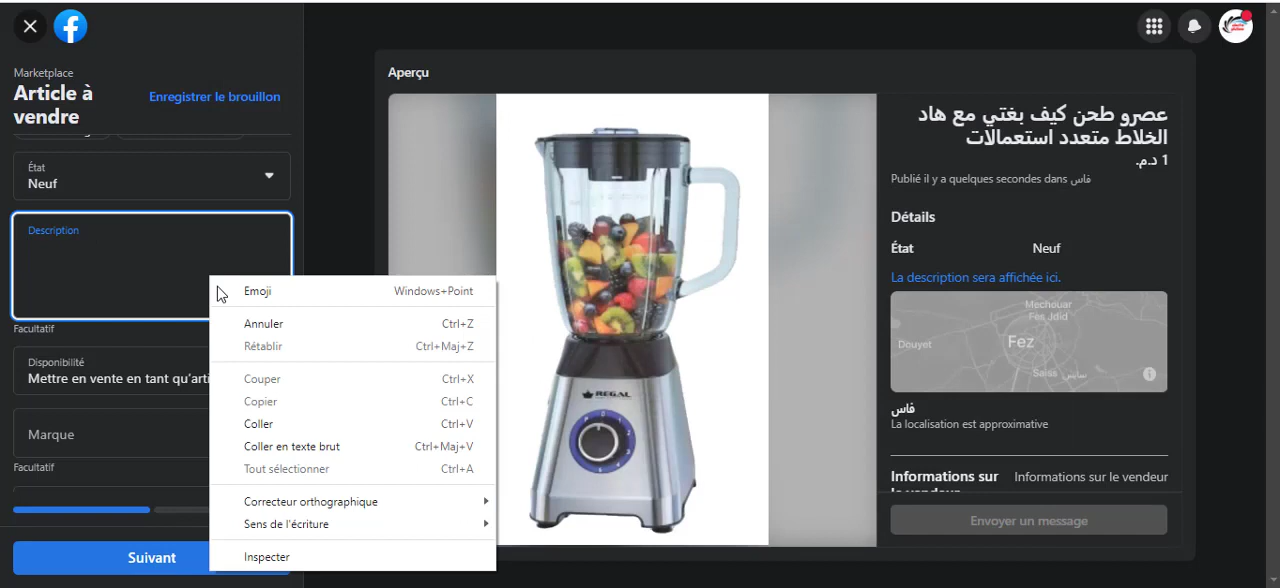 Marketplace
Article à
vendre
Enregistrer le brouillon
État
Neuf
Description
Facultatif
Disponibilité
Mettre en vente en tant qu'arti
Marque
Facultatif
Suivant
Emoji Windows+Point
Annuler Ctrl+Z
Rétablir Ctrl+Maj+Z
Couper Ctrl+X
Copier Ctrl+C
Coller Ctrl+V
Coller en texte brut Ctrl+Maj+V
Tout sélectionner Ctrl+A
Correcteur orthographique
Sens de l'écriture
Inspecter
Aperçu
REGAL
عصرو طحن كيف بغتي مع هاد
الخلاط متعدد استعمالات
1 د.م.
Publié il y a quelques secondes dans فاس
Détails
État Neuf
La description sera affichée ici.
Mechouar
Fes Jdid
Douyet
Fez
Saïss سايس
فاس
La localisation est approximative
Informations sur
le vendeur
Informations sur le vendeur
Envoyer un message